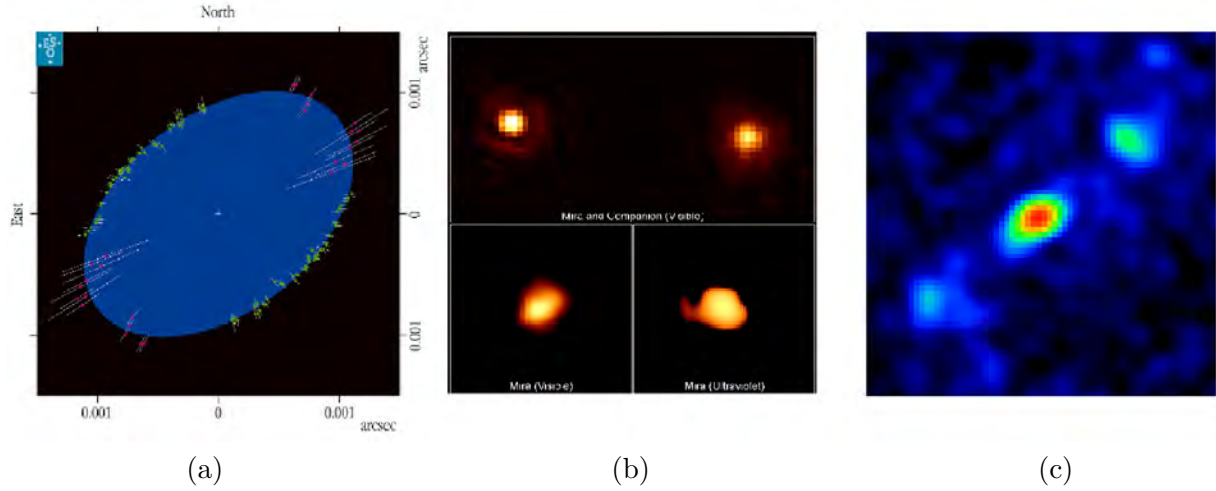 North
East
arcsec
0.001
0
0.001
0.001
0
0.001
arcsec
Mira and Companion (Visible)
Mira (Visible)
Mira (Ultraviolet)
(a)
(b)
(c)